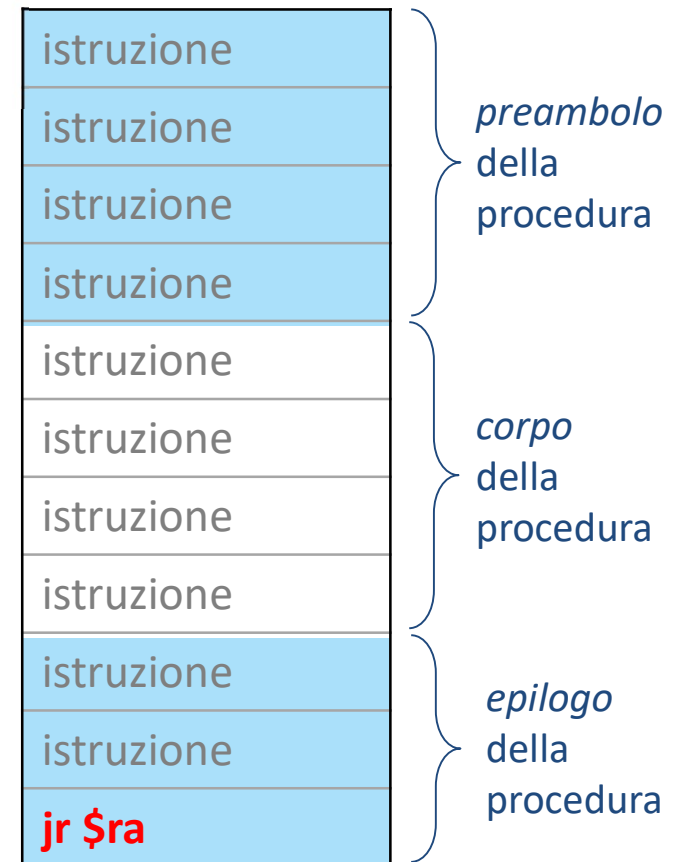 istruzione
istruzione
istruzione
istruzione
preambolo
della
procedura
istruzione
istruzione
istruzione
istruzione
corpo
della
procedura
istruzione
istruzione
jr $ra
epilogo
della
procedura